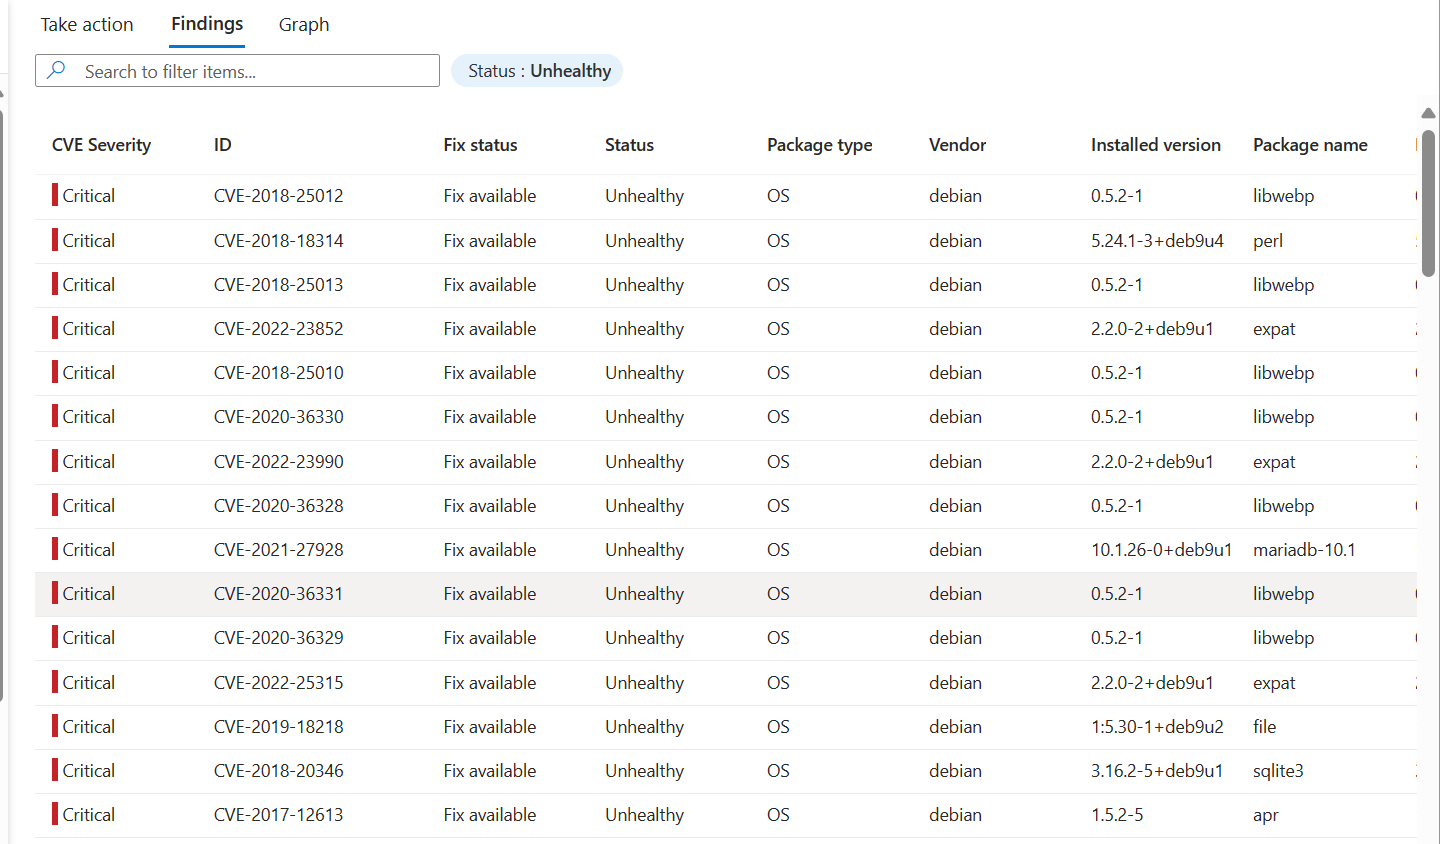 Take action Findings Graph
Search to filter items... Status : Unhealthy
CVE Severity ID Fix status Status Package type Vendor Installed version Package name
Critical CVE-2018-25012 Fix available Unhealthy OS debian 0.5.2-1 libwebp
Critical CVE-2018-18314 Fix available Unhealthy OS debian 5.24.1-3+deb9u4 perl
Critical CVE-2018-25013 Fix available Unhealthy OS debian 0.5.2-1 libwebp
Critical CVE-2022-23852 Fix available Unhealthy OS debian 2.2.0-2+deb9u1 expat
Critical CVE-2018-25010 Fix available Unhealthy OS debian 0.5.2-1 libwebp
Critical CVE-2020-36330 Fix available Unhealthy OS debian 0.5.2-1 libwebp
Critical CVE-2022-23990 Fix available Unhealthy OS debian 2.2.0-2+deb9u1 expat
Critical CVE-2020-36328 Fix available Unhealthy OS debian 0.5.2-1 libwebp
Critical CVE-2021-27928 Fix available Unhealthy OS debian 10.1.26-0+deb9u1 mariadb-10.1
Critical CVE-2020-36331 Fix available Unhealthy OS debian 0.5.2-1 libwebp
Critical CVE-2020-36329 Fix available Unhealthy OS debian 0.5.2-1 libwebp
Critical CVE-2022-25315 Fix available Unhealthy OS debian 2.2.0-2+deb9u1 expat
Critical CVE-2019-18218 Fix available Unhealthy OS debian 1:5.30-1+deb9u2 file
Critical CVE-2018-20346 Fix available Unhealthy OS debian 3.16.2-5+deb9u1 sqlite3
Critical CVE-2017-12613 Fix available Unhealthy OS debian 1.5.2-5 apr